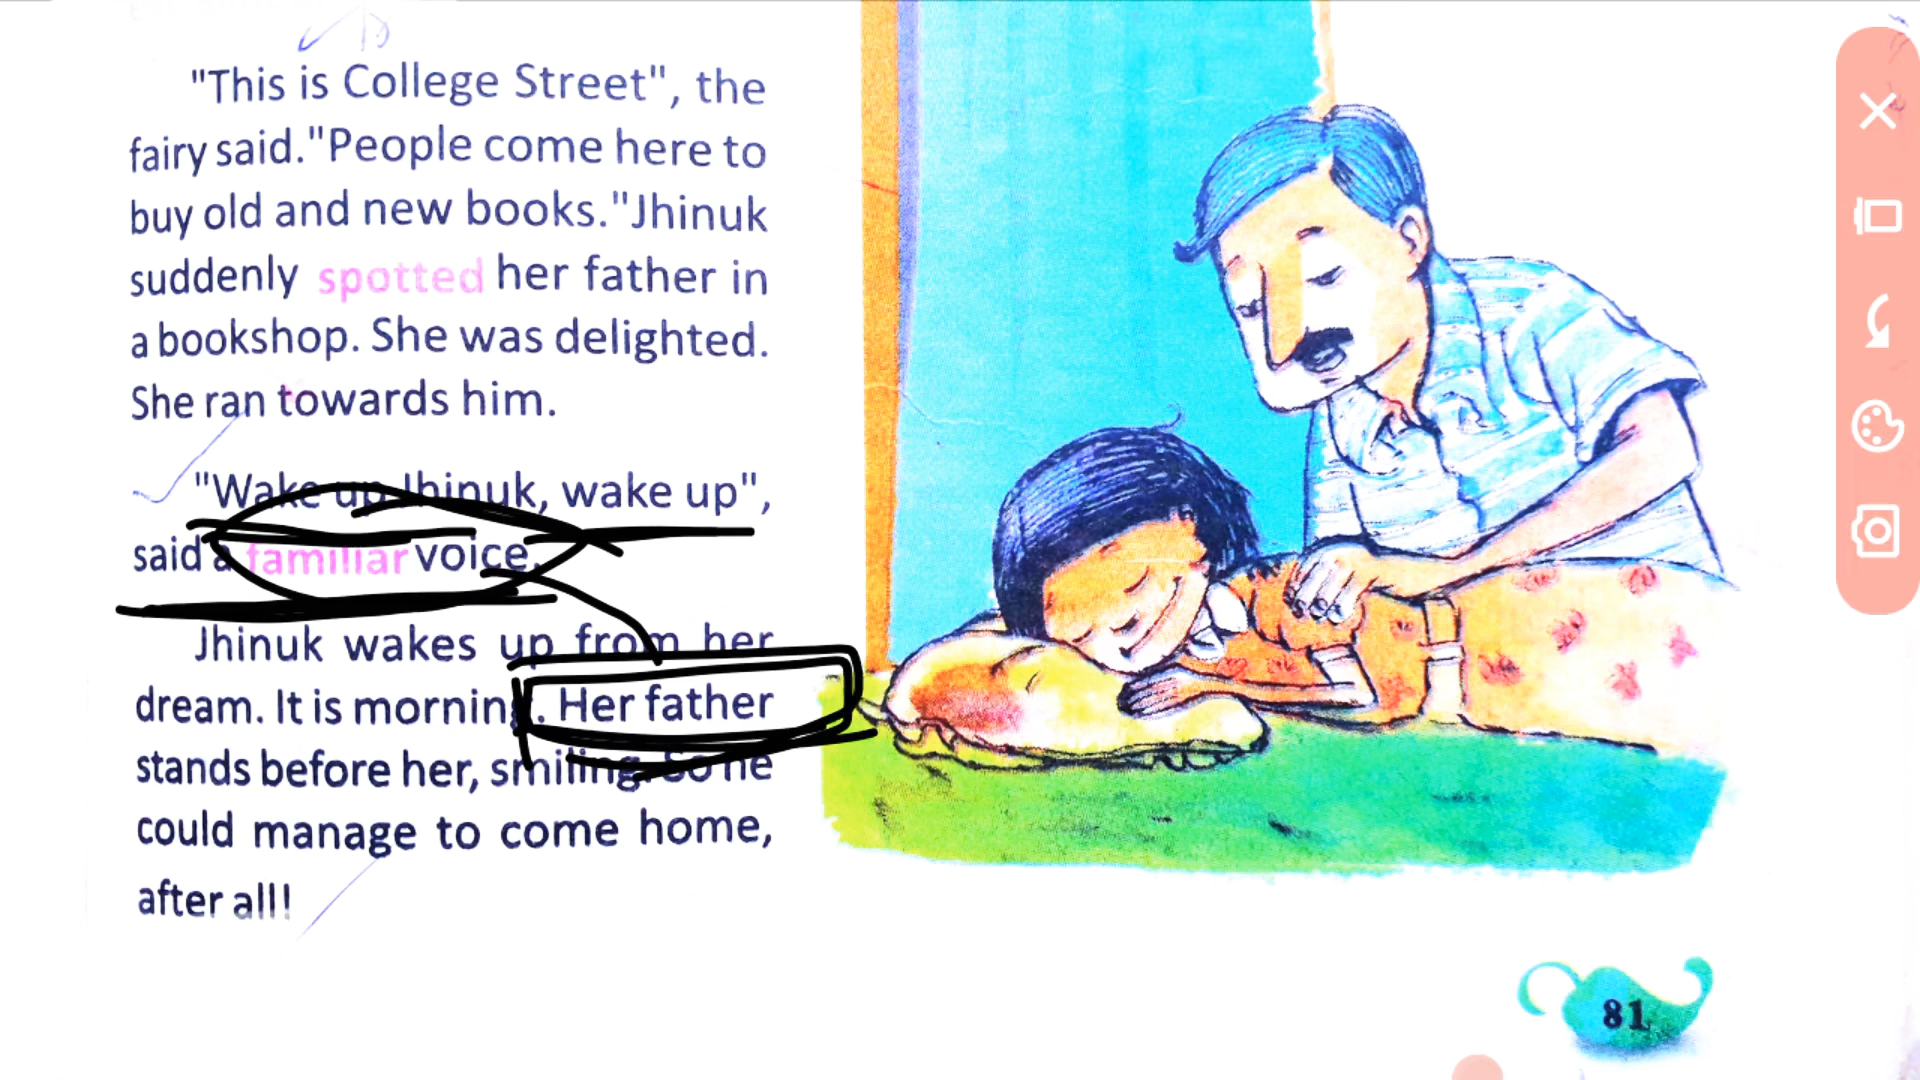 "This is College Street", the
fairy said."People come here to
buy old and new books."Jhinuk
suddenly spotted her father in
a bookshop. She was delighted.
She ran towards him.
"Wake up Jhinuk, wake up",
said a familiar voice.
Jhinuk wakes up from her
dream. It is morning. Her father
stands before her, smiling. So he
could manage to come home,
after all!
81